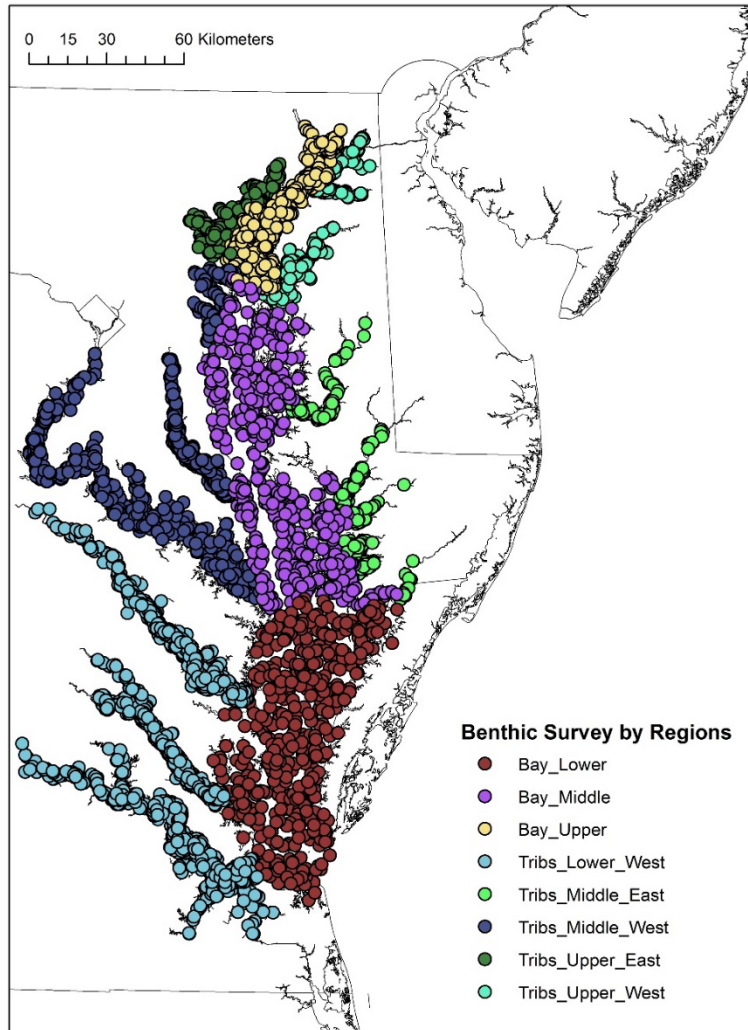 0 15 30 60 Kilometers
Benthic Survey by Regions
Bay_Lower
Bay_Middle
Bay_Upper
Tribs_Lower_West
Tribs_Middle_East
Tribs_Middle_West
Tribs_Upper_East
Tribs_Upper_West